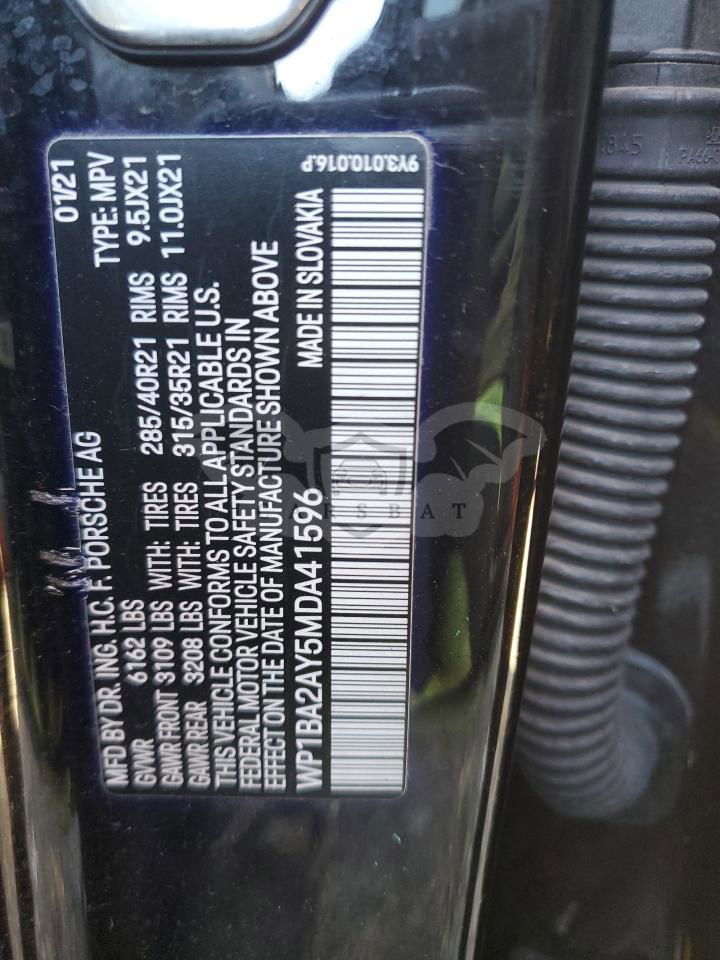 MFD BY DR. ING. H.C. F. PORSCHE AG 01/21
GVWR 6162 LBS TYPE: MPV
GAWR FRONT 3109 LBS WITH: TIRES 285/40R21 RIMS 9.5JX21
GAWR REAR 3208 LBS WITH: TIRES 315/35R21 RIMS 11.0JX21
THIS VEHICLE CONFORMS TO ALL APPLICABLE U.S.
FEDERAL MOTOR VEHICLE SAFETY STANDARDS IN
EFFECT ON THE DATE OF MANUFACTURE SHOWN ABOVE
WP1BA2AY5MDA41596 MADE IN SLOVAKIA
9Y3.010.016.P
ARSBAT